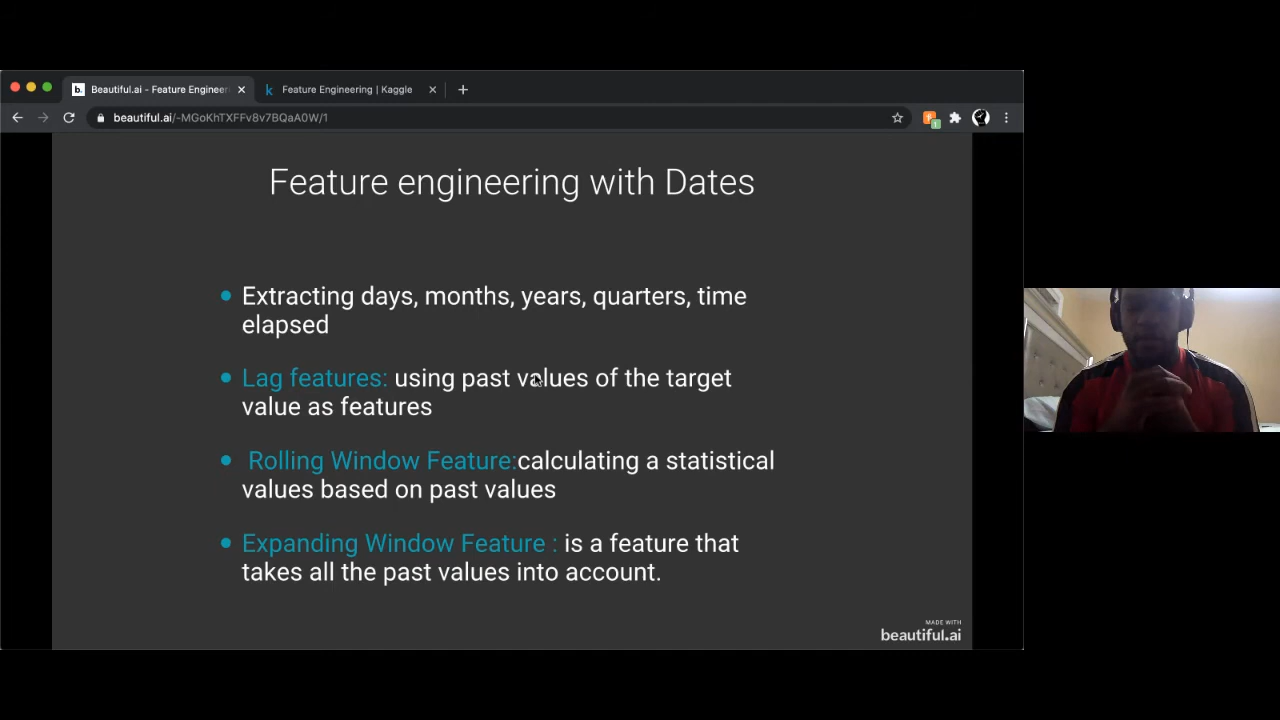 b. Beautiful.ai - Feature Engineer
k Feature Engineering | Kaggle
beautiful.ai/-MGoKhTXFFv8v7BQaA0W/1
Feature engineering with Dates
Extracting days, months, years, quarters, time
elapsed
Lag features: using past values of the target
value as features
Rolling Window Feature:calculating a statistical
values based on past values
Expanding Window Feature : is a feature that
takes all the past values into account.
MADE WITH
beautiful.ai